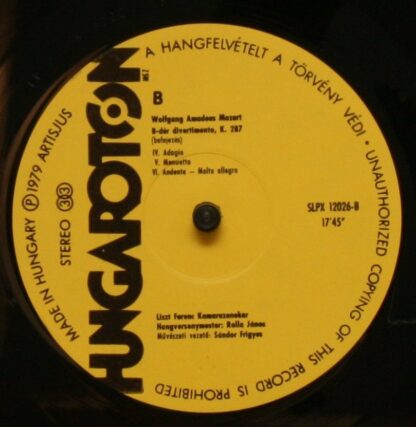 A HANGFELVÉTELT A TÖRVÉNY VÉDI • UNAUTHORIZED COPYING OF THIS RECORD IS PROHIBITED
MADE IN HUNGARY Ⓟ 1979 ARTISJUS
STEREO 33
HUNGAROTON
MSZ
B
Wolfgang Amadeus Mozart
B-dúr divertimento, K. 287
(befejezés)
IV. Adagio
V. Menuetto
VI. Andante – Molto allegro
SLPX 12026-B
17'45"
Liszt Ferenc Kamarazenekar
Hangversenymester: Rolla János
Művészeti vezető: Sándor Frigyes